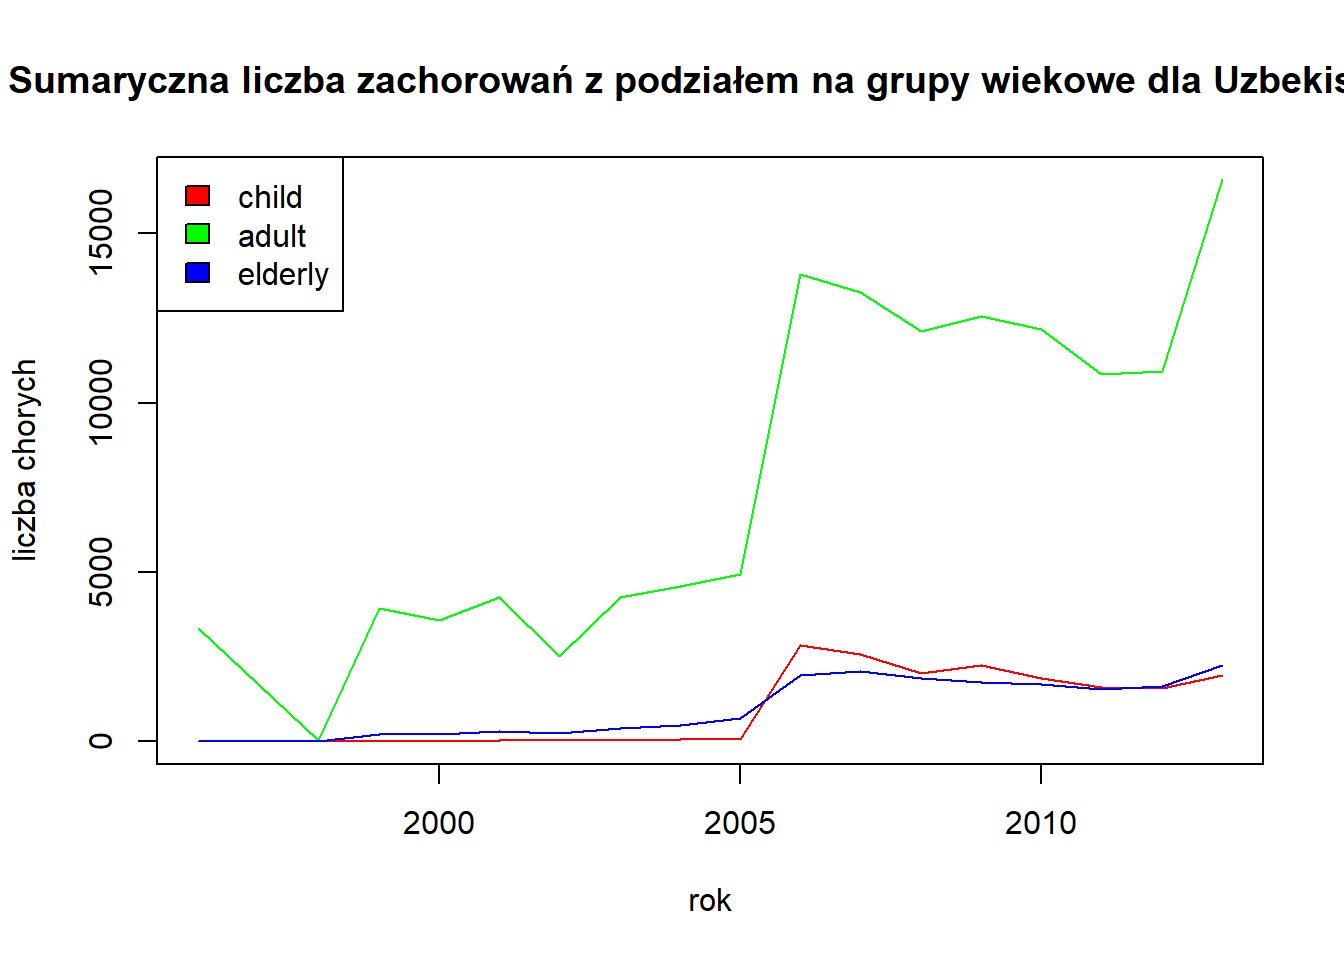 Sumaryczna liczba zachorowań z podziałem na grupy wiekowe dla Uzbekis
child
adult
elderly
15000
10000
5000
0
liczba chorych
2000 2005 2010
rok